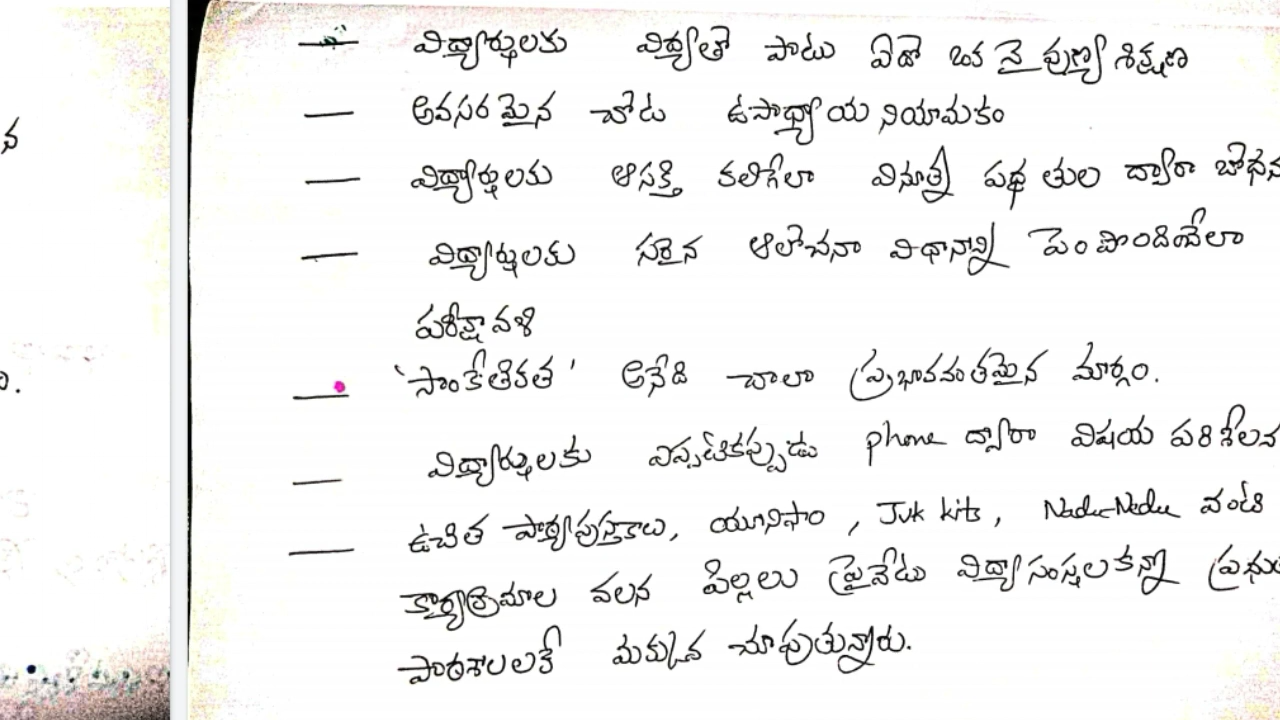 న
విద్యార్థులకు విద్యతో పాటు ఏదో ఒక నైపుణ్య శిక్షణ
అవసరమైన చోట ఉపాధ్యాయ నియామకం
విద్యార్థులకు ఆసక్తి కలిగేలా వినూత్న పద్ధతుల ద్వారా బోధన
విద్యార్థులకు సరైన ఆలోచనా విధానాన్ని పెంపొందించేలా
పరీక్షావళి
'సాంకేతికత' అనేది చాలా ప్రభావవంతమైన మార్గం.
విద్యార్థులకు ఎప్పటికప్పుడు phone ద్వారా విషయ పరిశీలన
ఉచిత పాఠ్యపుస్తకాలు, యూనిఫాం, Jvk kits, Nadu-Nedu వంటి
కార్యక్రమాల వలన పిల్లలు ప్రైవేటు విద్యాసంస్థలకన్నా
పాఠశాలలకే మక్కువ చూపుతున్నారు.